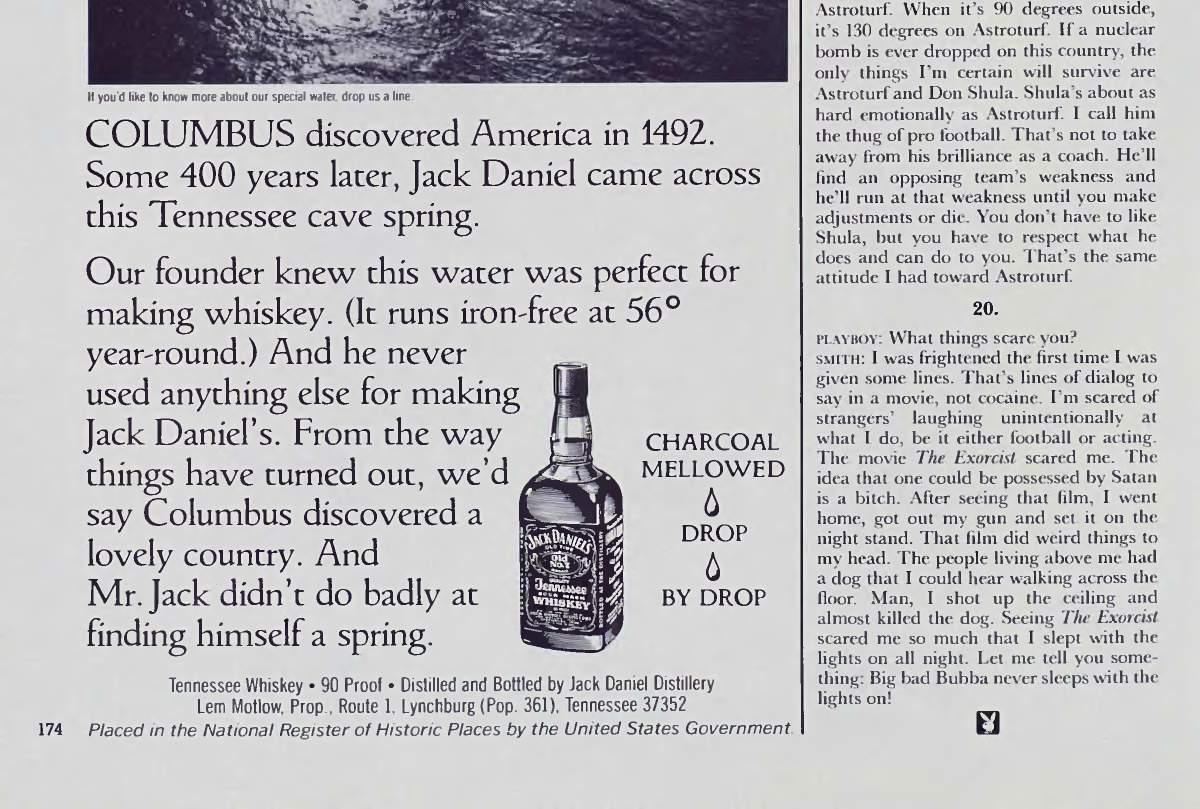 If you'd like to know more about our special water, drop us a line.
COLUMBUS discovered America in 1492.
Some 400 years later, Jack Daniel came across
this Tennessee cave spring.
Our founder knew this water was perfect for
making whiskey. (It runs iron-free at 56°
year-round.) And he never
used anything else for making
Jack Daniel's. From the way
things have turned out, we'd
say Columbus discovered a
lovely country. And
Mr. Jack didn't do badly at
finding himself a spring.
JACK DANIEL'S
OLD TIME
Old
No. 7
BRAND
Tennessee
SOUR MASH
WHISKEY
CHARCOAL
MELLOWED
DROP
BY DROP
Tennessee Whiskey • 90 Proof • Distilled and Bottled by Jack Daniel Distillery
Lem Motlow, Prop., Route 1, Lynchburg (Pop. 361), Tennessee 37352
174 Placed in the National Register of Historic Places by the United States Government.
Astroturf. When it's 90 degrees outside,
it's 130 degrees on Astroturf. If a nuclear
bomb is ever dropped on this country, the
only things I'm certain will survive are
Astroturf and Don Shula. Shula's about as
hard emotionally as Astroturf. I call him
the thug of pro football. That's not to take
away from his brilliance as a coach. He'll
find an opposing team's weakness and
he'll run at that weakness until you make
adjustments or die. You don't have to like
Shula, but you have to respect what he
does and can do to you. That's the same
attitude I had toward Astroturf.
20.
PLAYBOY: What things scare you?
SMITH: I was frightened the first time I was
given some lines. That's lines of dialog to
say in a movie, not cocaine. I'm scared of
strangers' laughing unintentionally at
what I do, be it either football or acting.
The movie The Exorcist scared me. The
idea that one could be possessed by Satan
is a bitch. After seeing that film, I went
home, got out my gun and set it on the
night stand. That film did weird things to
my head. The people living above me had
a dog that I could hear walking across the
floor. Man, I shot up the ceiling and
almost killed the dog. Seeing The Exorcist
scared me so much that I slept with the
lights on all night. Let me tell you some-
thing: Big bad Bubba never sleeps with the
lights on!